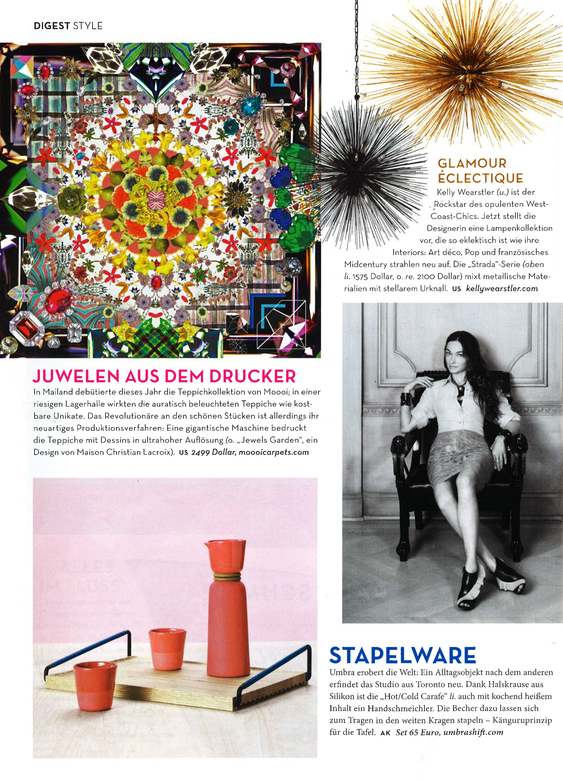 DIGEST STYLE
GLAMOUR
ÉCLECTIQUE
Kelly Wearstler (u.) ist der
Rockstar des opulenten West-
Coast-Chics. Jetzt stellt die
Designerin eine Lampenkollektion
vor, die so eklektisch ist wie ihre
Interiors: Art déco, Pop und französisches
Midcentury strahlen neu auf. Die „Strada“-Serie (oben
li. 1575 Dollar, o. re. 2100 Dollar) mixt metallische Mate-
rialien mit stellarem Urknall. US kellywearstler.com
JUWELEN AUS DEM DRUCKER
In Mailand debütierte dieses Jahr die Teppichkollektion von Moooi; in einer
riesigen Lagerhalle wirkten die auratisch beleuchteten Teppiche wie kost-
bare Unikate. Das Revolutionäre an den schönen Stücken ist allerdings ihr
neuartiges Produktionsverfahren: Eine gigantische Maschine bedruckt
die Teppiche mit Dessins in ultrahoher Auflösung (o. „Jewels Garden“, ein
Design von Maison Christian Lacroix). US 2499 Dollar, moooicarpets.com
STAPELWARE
Umbra erobert die Welt: Ein Alltagsobjekt nach dem anderen
erfindet das Studio aus Toronto neu. Dank Halskrause aus
Silikon ist die „Hot/Cold Carafe“ li. auch mit kochend heißem
Inhalt ein Handschmeichler. Die Becher dazu lassen sich
zum Tragen in den weiten Kragen stapeln – Känguruprinzip
für die Tafel. AK Set 65 Euro, umbrashift.com